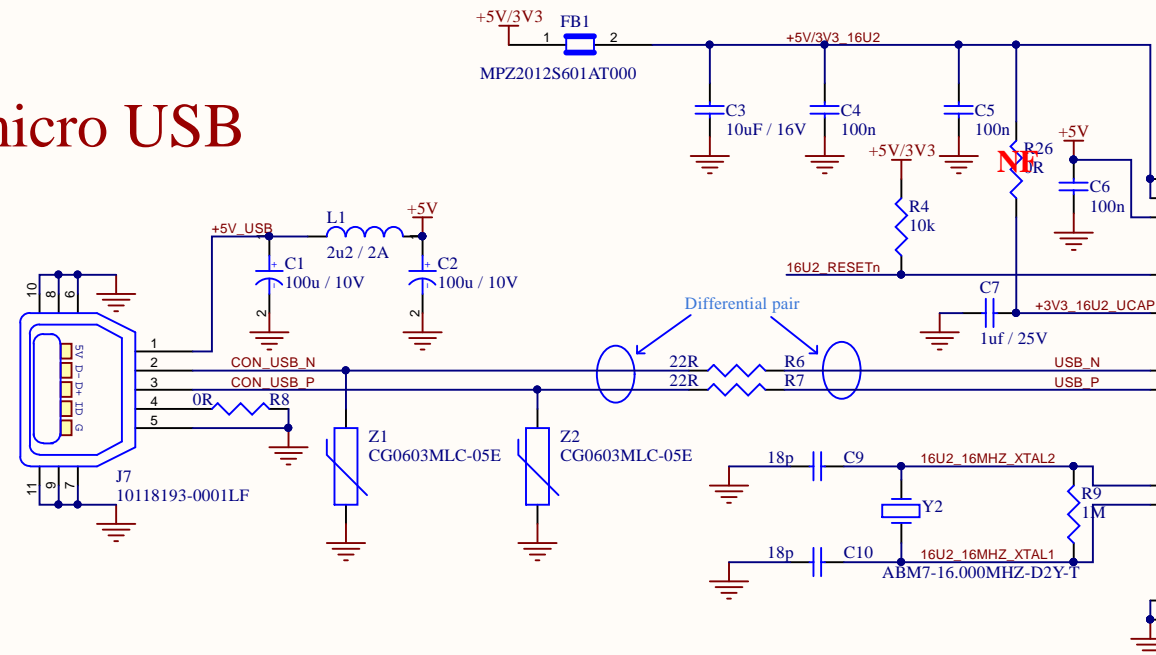 +5V/3V3
FB1
1
2
+5V/3V3_16U2
MPZ2012S601AT000
micro USB
C3
10uF / 16V
C4
100n
C5
100n
+5V/3V3
NF
R26
0R
+5V
C6
100n
R4
10k
16U2_RESETn
+5V_USB
L1
2u2 / 2A
+5V
C1
100u / 10V
+
-
2
C2
100u / 10V
+
-
2
C7
1uf / 25V
+3V3_16U2_UCAP
Differential pair
10
8
6
1
2
3
4
5
5V
D-
D+
ID
G
CON_USB_N
CON_USB_P
0R
R8
22R
R6
22R
R7
USB_N
USB_P
Z1
CG0603MLC-05E
Z2
CG0603MLC-05E
11
9
7
J7
10118193-0001LF
18p
C9
16U2_16MHZ_XTAL2
Y2
R9
1M
18p
C10
16U2_16MHZ_XTAL1
ABM7-16.000MHZ-D2Y-T